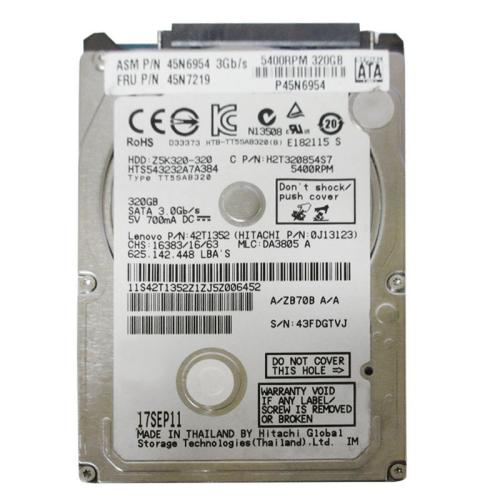 ASM P/N 45N6954 3Gb/s
FRU P/N 45N7219
5400RPM 320GB
P45N6954
SERIAL
ATA
CE
RoHS
D33373 HTB-TT5SAB320(B)
N13508
E182115 S
20
HDD: Z5K320-320 C P/N: H2T320854S7
HTS543232A7A384 5400RPM
Type TT5SAB320
Don't shock/
push/
cover.
320GB
SATA 3.0Gb/s
5V 700mA DC
Lenovo P/N: 42T1352 (HITACHI P/N: 0J13123)
CHS: 16383/16/63 MLC: DA3805 A
625.142.448 LBA'S
11S42T1352Z1ZJ5Z006452
A/ZB70B A/A
S/N: 43FDGTVJ
DO NOT COVER
THIS HOLE
WARRANTY VOID
IF ANY LABEL/
SCREW IS REMOVED
OR BROKEN
17SEP11
MADE IN THAILAND BY Hitachi Global
Storage Technologies(Thailand).Ltd. IM